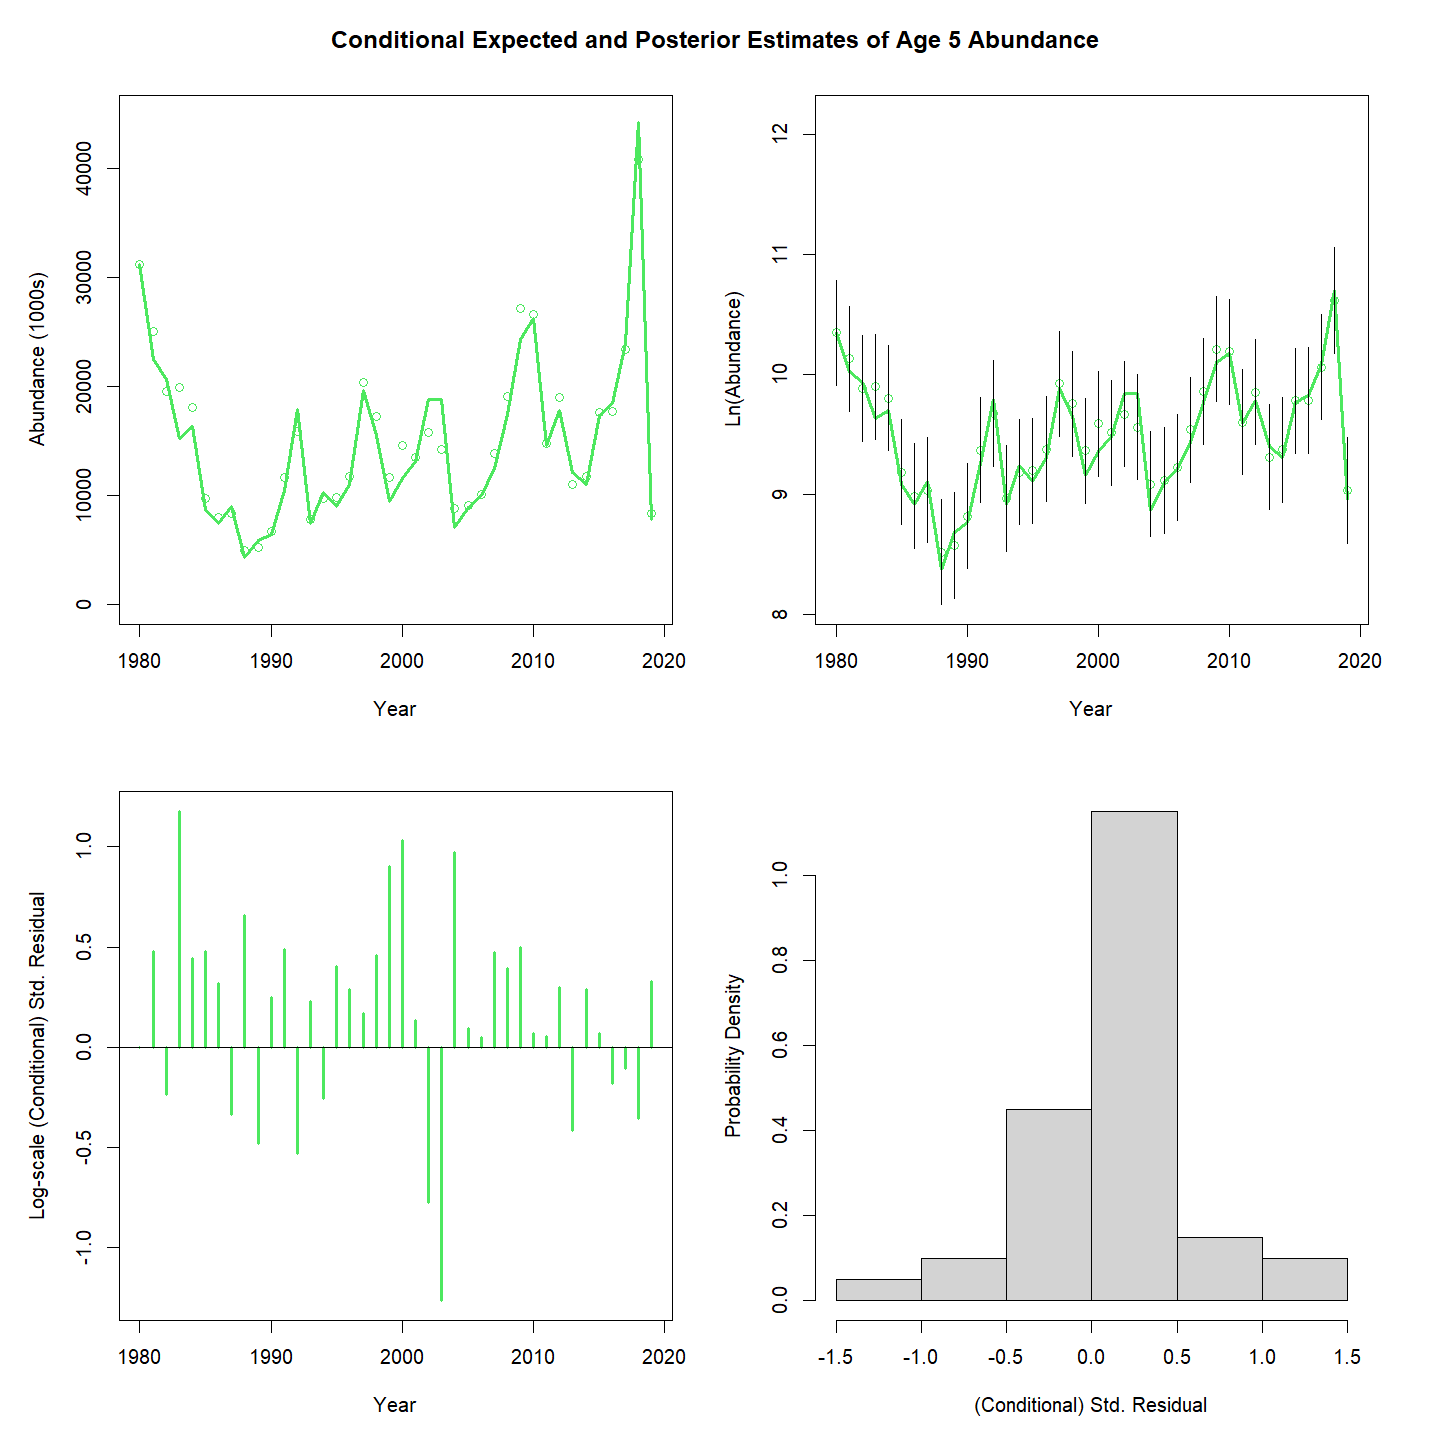 Conditional Expected and Posterior Estimates of Age 5 Abundance
Abundance (1000s)
40000
30000
20000
10000
0
1980 1990 2000 2010 2020
Year
Ln(Abundance)
12
11
10
9
8
1980 1990 2000 2010 2020
Year
Log-scale (Conditional) Std. Residual
1.0
0.5
0.0
-0.5
-1.0
1980 1990 2000 2010 2020
Year
Probability Density
1.0
0.8
0.6
0.4
0.2
0.0
-1.5 -1.0 -0.5 0.0 0.5 1.0 1.5
(Conditional) Std. Residual